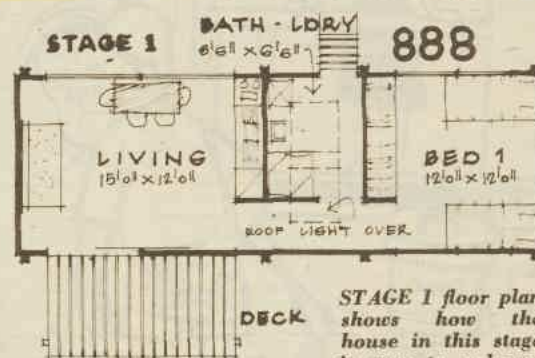 STAGE 1
BATH - LDRY
6'6" x 6'6"
888
LIVING
15'0" x 12'0"
BED 1
12'0" x 12'0"
ROOF LIGHT OVER
DECK
STAGE 1 floor plan
shows how the
house in this stage